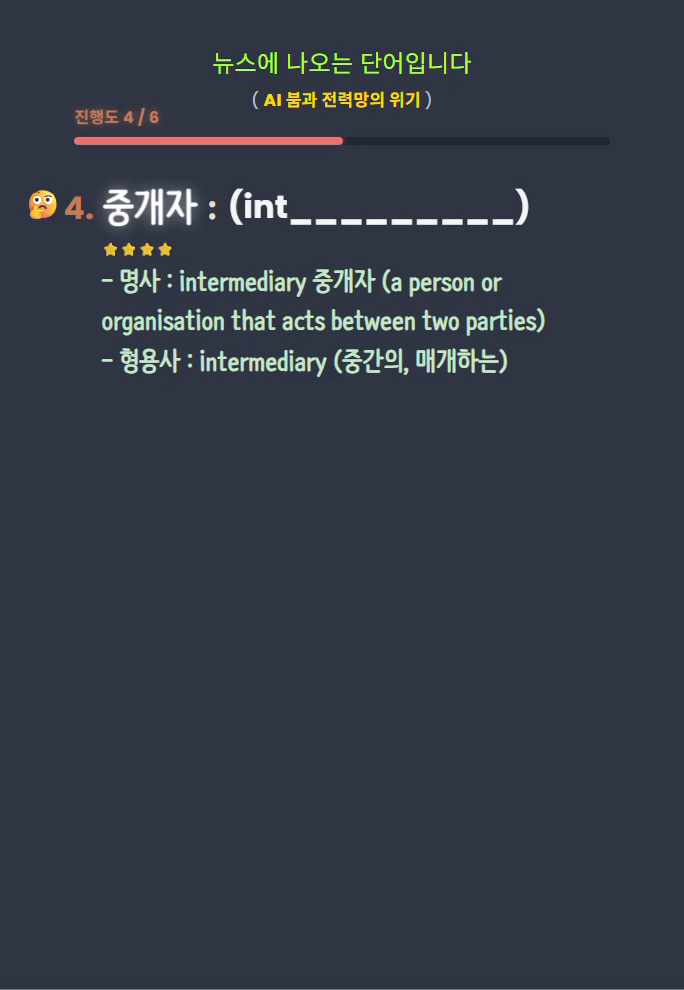 뉴스에 나오는 단어입니다
( AI 붐과 전력망의 위기 )
진행도 4 / 6
4. 중개자 : (int_________)
- 명사 : intermediary 중개자 (a person or
organisation that acts between two parties)
- 형용사 : intermediary (중간의, 매개하는)